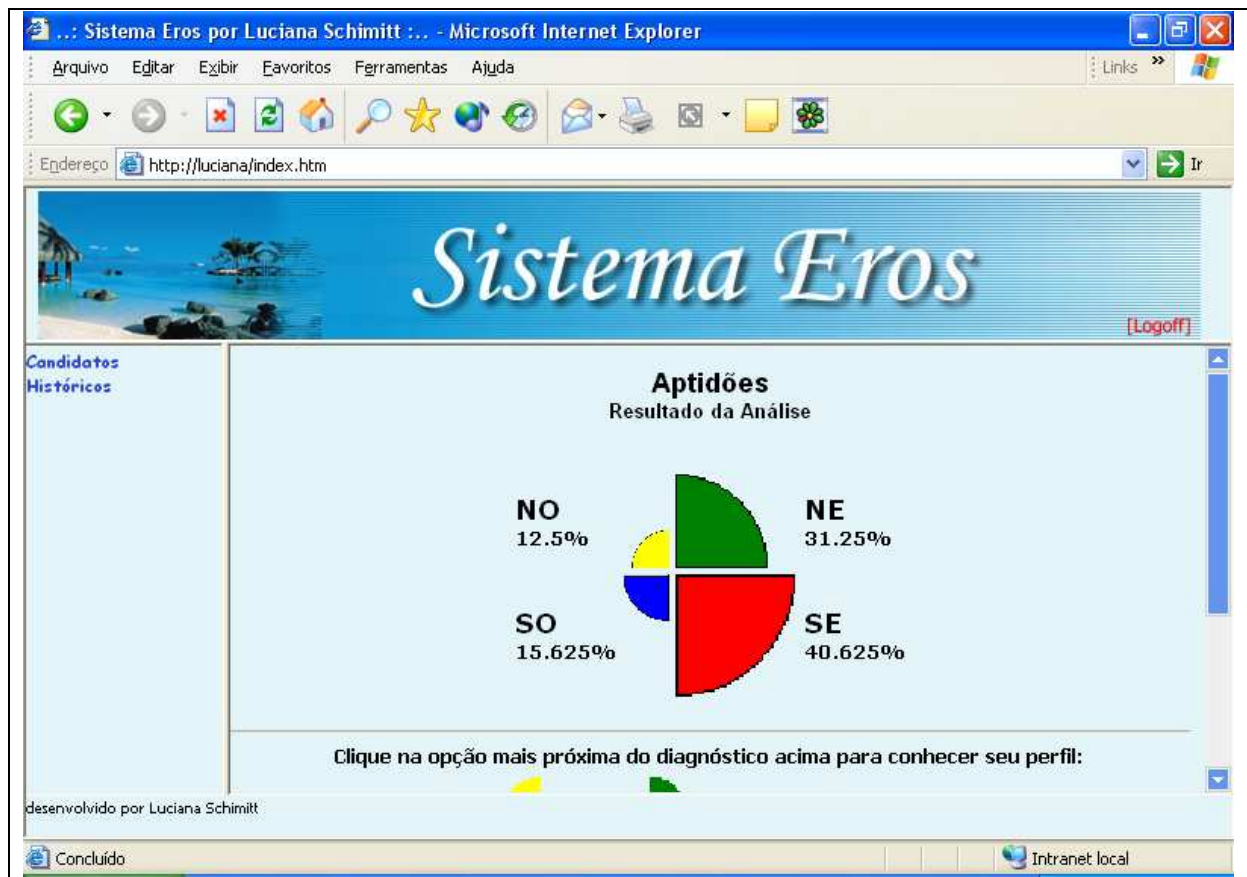 ..: Sistema Eros por Luciana Schimitt :.. - Microsoft Internet Explorer
Arquivo Editar Exibir Favoritos Ferramentas Ajuda Links »
Endereço http://luciana/index.htm Ir
Sistema Eros
[Logoff]
Candidatos
Históricos
Aptidões
Resultado da Análise
NO NE
12.5% 31.25%
SO SE
15.625% 40.625%
Clique na opção mais próxima do diagnóstico acima para conhecer seu perfil:
desenvolvido por Luciana Schimitt
Concluído Intranet local